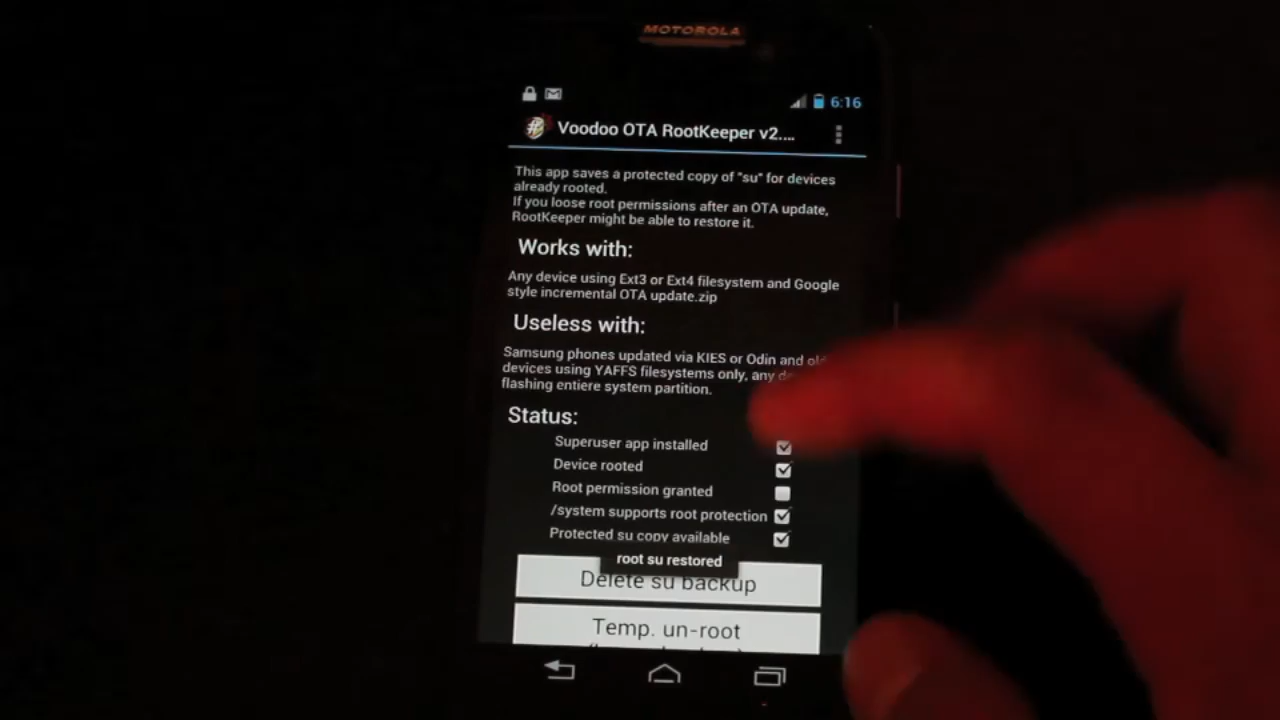 MOTOROLA
6:16
Voodoo OTA RootKeeper v2....
This app saves a protected copy of "su" for devices
already rooted.
If you loose root permissions after an OTA update,
RootKeeper might be able to restore it.
Works with:
Any device using Ext3 or Ext4 filesystem and Google
style incremental OTA update.zip
Useless with:
Samsung phones updated via KIES or Odin and
devices using YAFFS filesystems only, any
flashing entiere system partition.
Status:
Superuser app installed
Device rooted
Root permission granted
/system supports root protection
Protected su copy available
root su restored
Delete su backup
Temp. un-root